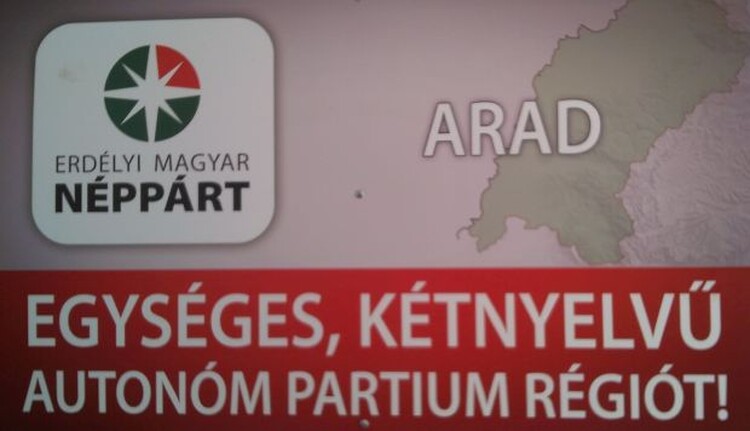 ERDÉLYI MAGYAR
NÉPPÁRT
ARAD
EGYSÉGES, KÉTNYELVŰ
AUTONÓM PARTIUM RÉGIÓT!